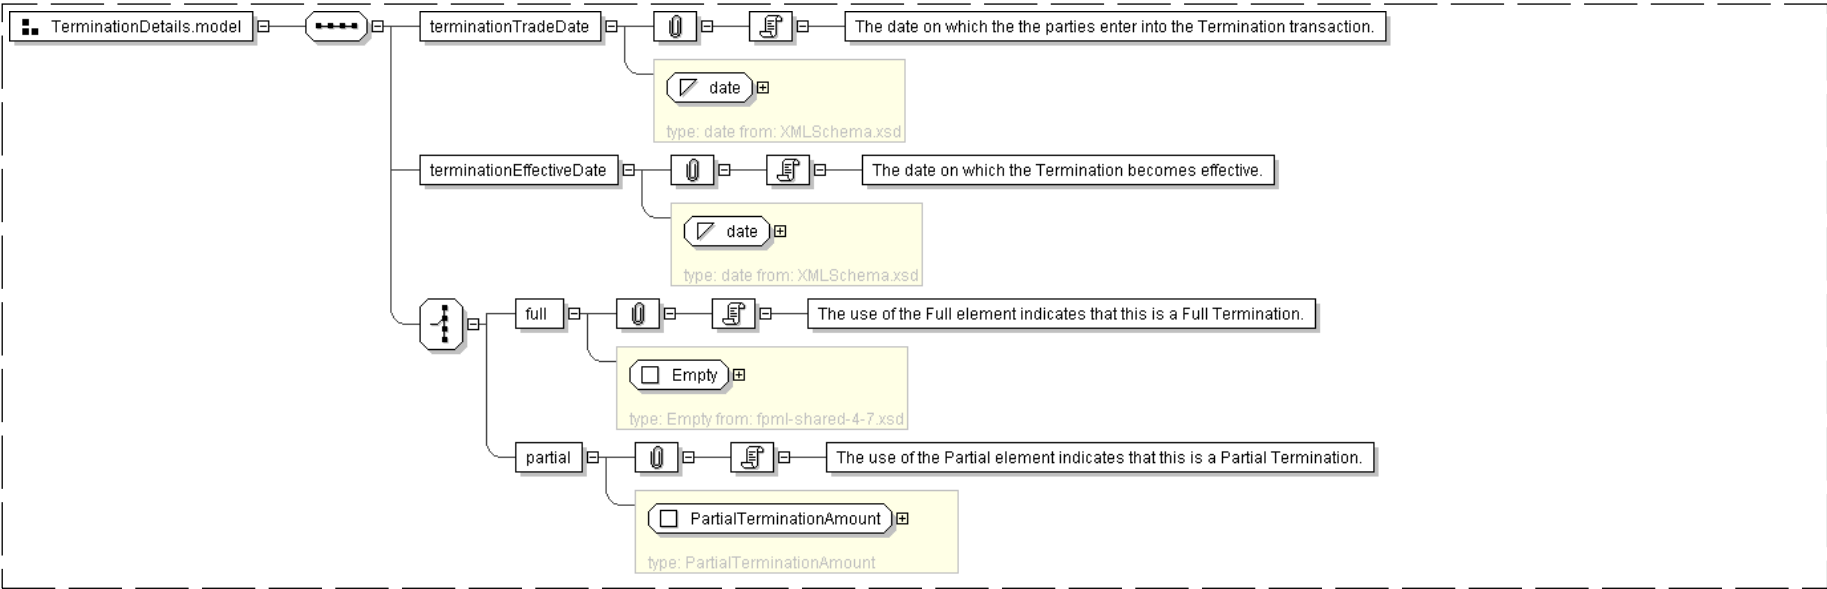 TerminationDetails.model
terminationTradeDate
The date on which the the parties enter into the Termination transaction.
date
type: date from: XMLSchema.xsd
terminationEffectiveDate
The date on which the Termination becomes effective.
date
type: date from: XMLSchema.xsd
full
The use of the Full element indicates that this is a Full Termination.
Empty
type: Empty from: fpml-shared-4-7.xsd
partial
The use of the Partial element indicates that this is a Partial Termination.
PartialTerminationAmount
type: PartialTerminationAmount